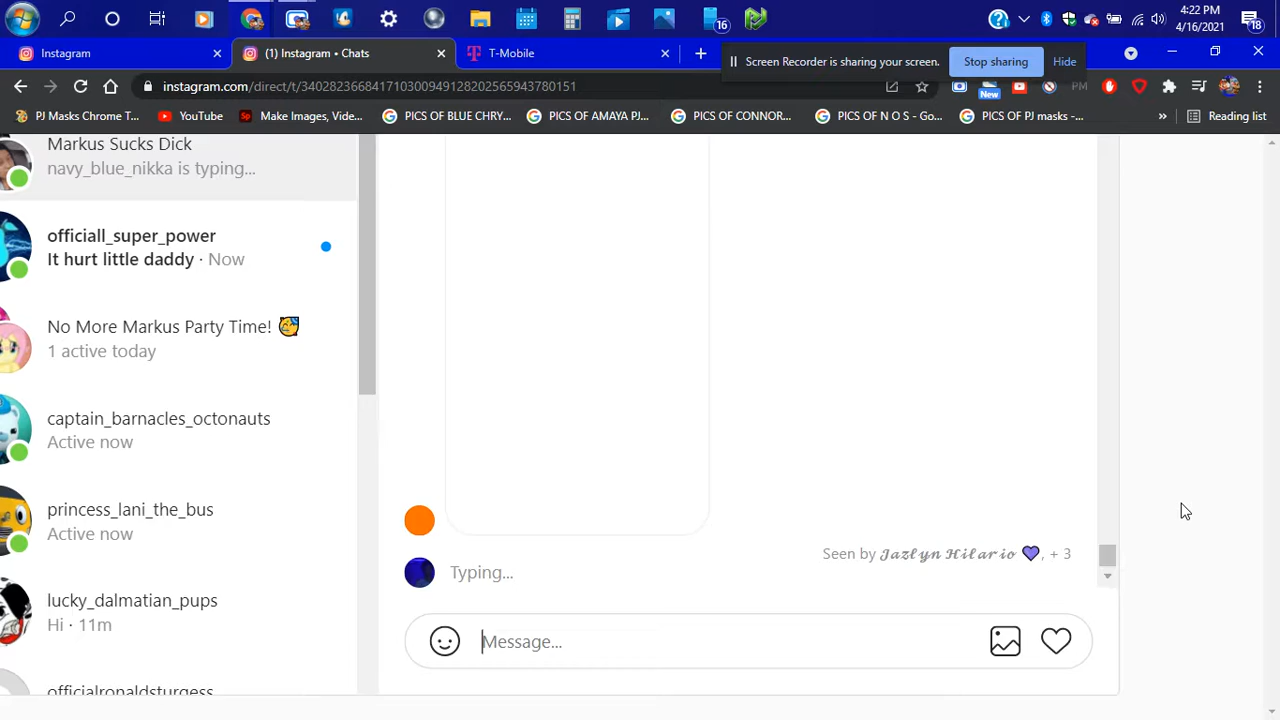 16
4:22 PM
4/16/2021
18
Instagram
(1) Instagram • Chats
T-Mobile
Screen Recorder is sharing your screen.
Stop sharing
Hide
instagram.com/direct/t/340282366841710300949128202565943780151
New
PM
PJ Masks Chrome T...
YouTube
Make Images, Vide...
PICS OF BLUE CHRY...
PICS OF AMAYA PJ...
PICS OF CONNOR...
PICS OF N O S - Go...
PICS OF PJ masks -...
Reading list
Markus Sucks Dick
navy_blue_nikka is typing...
officiall_super_power
It hurt little daddy · Now
No More Markus Party Time! 🥳
1 active today
captain_barnacles_octonauts
Active now
princess_lani_the_bus
Active now
lucky_dalmatian_pups
Hi · 11m
officialronaldsturgess
Seen by 𝓙𝓪𝔃𝓵𝔂𝓷 𝓗𝓲𝓵𝓪𝓻𝓲𝓸 💜, + 3
Typing...
Message...